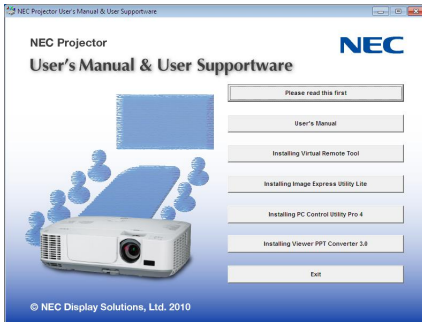 NEC Projector User's Manual & User Supportware
NEC Projector
NEC
User's Manual & User Supportware
Please read this first
User's Manual
Installing Virtual Remote Tool
Installing Image Express Utility Lite
Installing PC Control Utility Pro 4
Installing Viewer PPT Converter 3.0
Exit
© NEC Display Solutions, Ltd. 2010